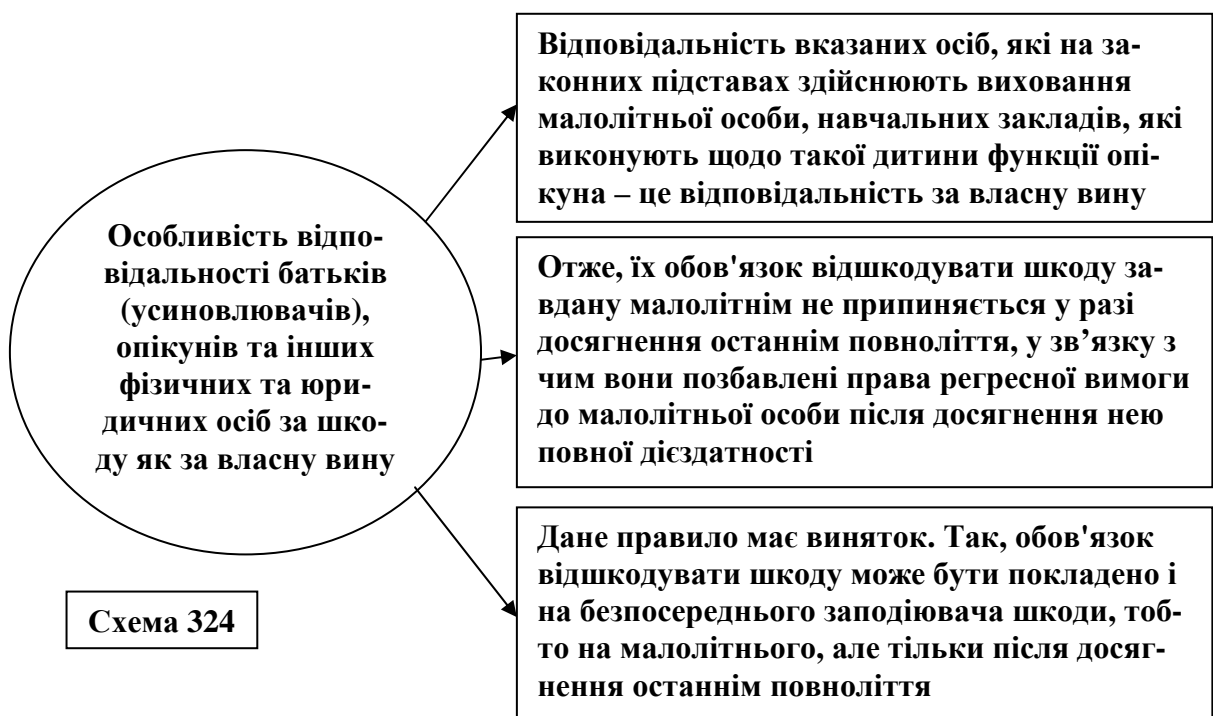 Особливість відпо-
відальності батьків
(усиновлювачів),
опікунів та інших
фізичних та юри-
дичних осіб за шко-
ду як за власну вину
Відповідальність вказаних осіб, які на за-
конних підставах здійснюють виховання
малолітньої особи, навчальних закладів, які
виконують щодо такої дитини функції опі-
куна – це відповідальність за власну вину
Отже, їх обов'язок відшкодувати шкоду за-
вдану малолітнім не припиняється у разі
досягнення останнім повноліття, у зв’язку з
чим вони позбавлені права регресної вимоги
до малолітньої особи після досягнення нею
повної дієздатності
Дане правило має виняток. Так, обов'язок
відшкодувати шкоду може бути покладено і
на безпосереднього заподіювача шкоди, тоб-
то на малолітнього, але тільки після досяг-
нення останнім повноліття
Схема 324